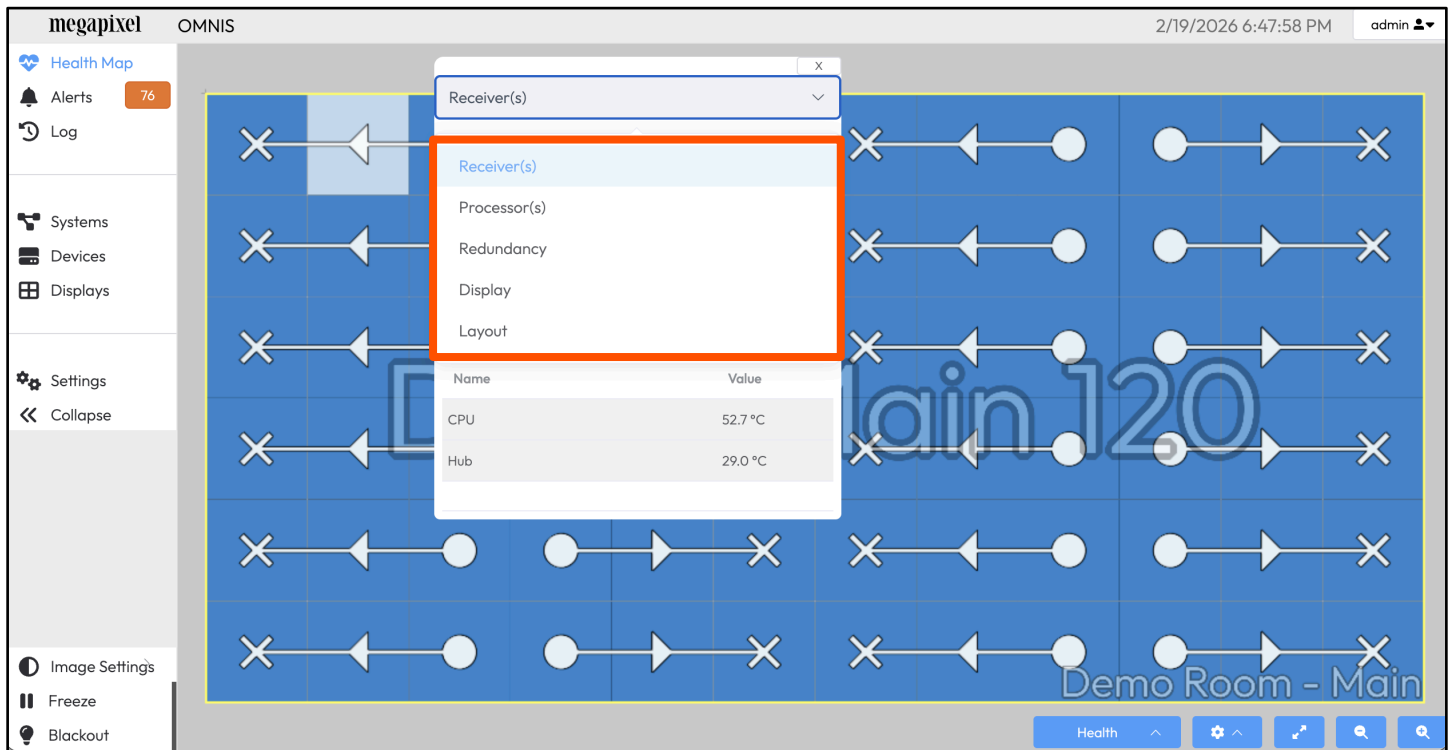 megapixel OMNIS 2/19/2026 6:47:58 PM admin
Health Map
Alerts 76
Log
Systems
Devices
Displays
Settings
Collapse
Image Settings
Freeze
Blackout
X
Receiver(s)
Receiver(s)
Processor(s)
Redundancy
Display
Layout
Name Value
CPU 52.7 °C
Hub 29.0 °C
Main 120
Demo Room - Main
Health